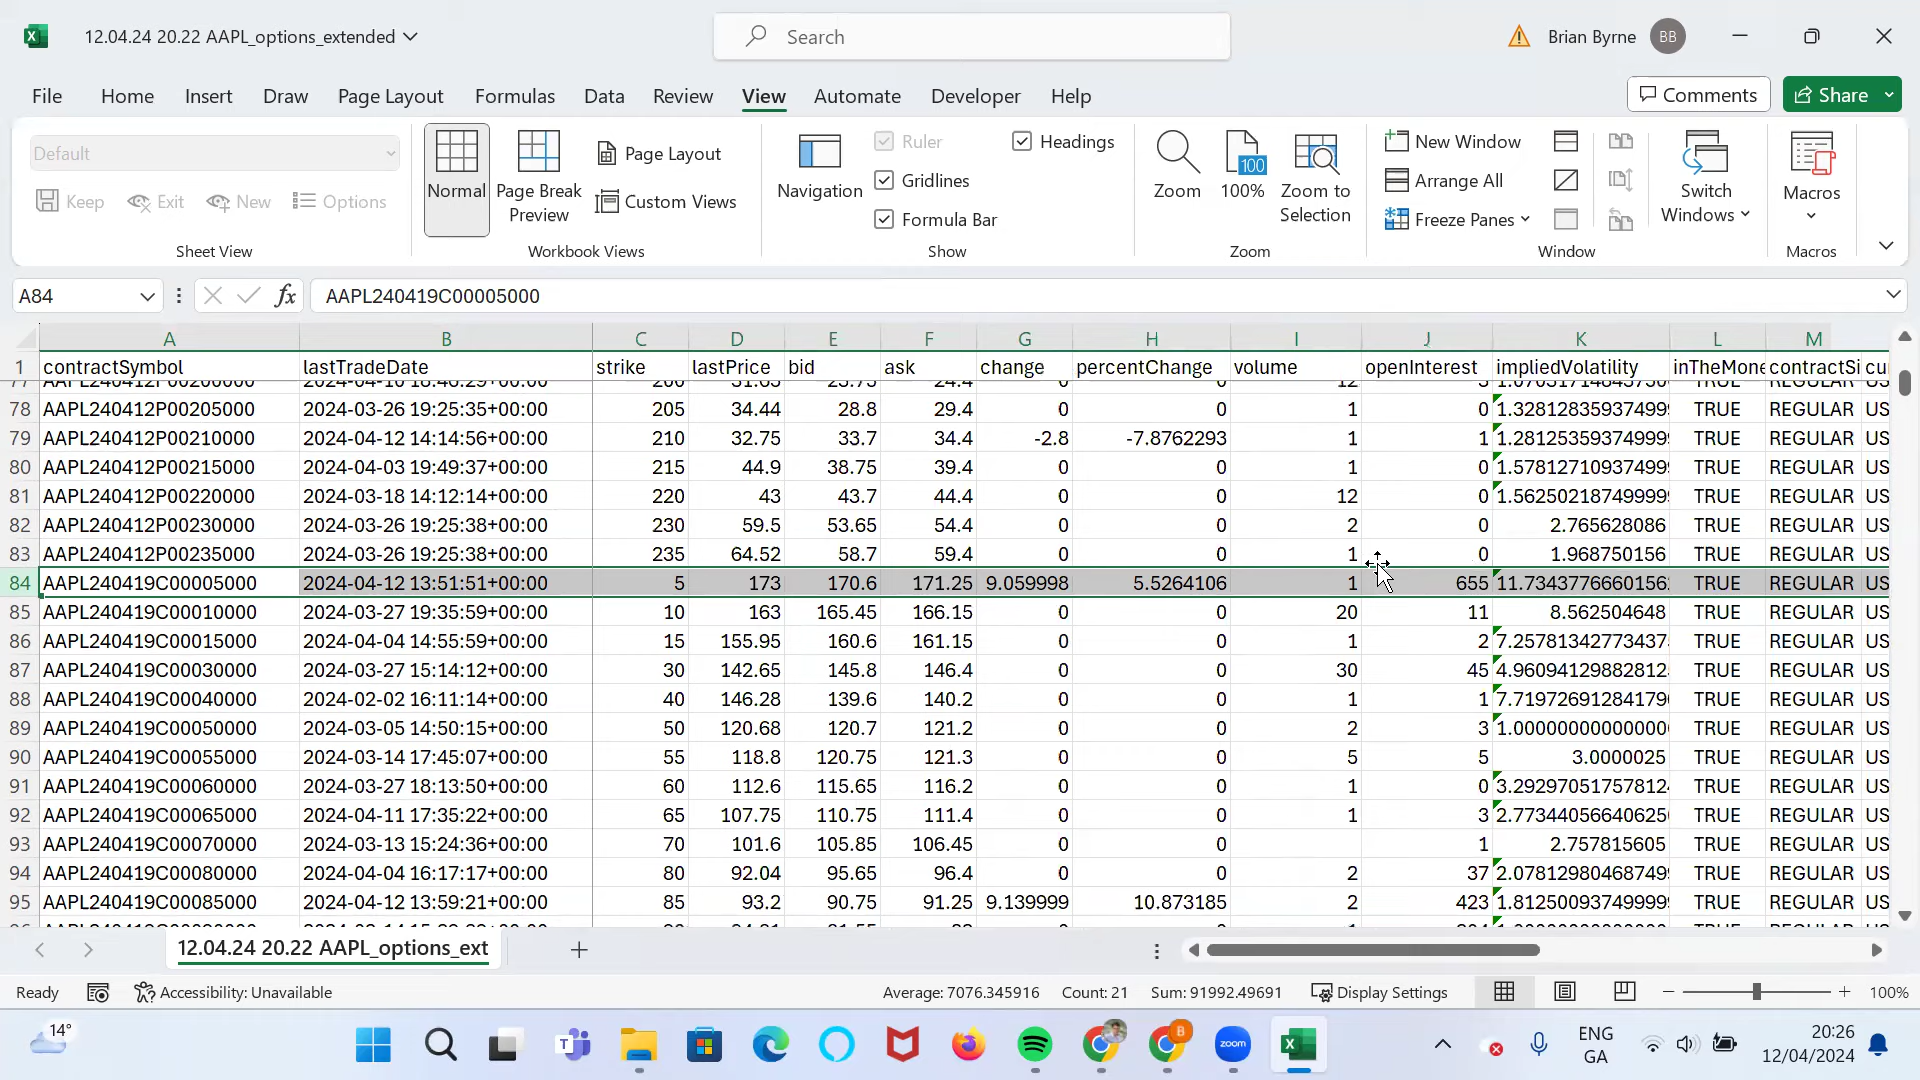 12.04.24 20.22 AAPL_options_extended
Search
Brian Byrne
BB
File Home Insert Draw Page Layout Formulas Data Review View Automate Developer Help
Comments
Share
Default
Keep Exit New Options
Sheet View
Normal
Page Break Preview
Page Layout
Custom Views
Workbook Views
Navigation
Ruler
Gridlines
Formula Bar
Headings
Show
Zoom
100
100%
Zoom to Selection
Zoom
New Window
Arrange All
Freeze Panes
Switch Windows
Window
Macros
Macros
A84 fx AAPL240419C00005000
A B C D E F G H I J K L M
1 contractSymbol lastTradeDate strike lastPrice bid ask change percentChange volume openInterest impliedVolatility inTheMone contractSi cu
78 AAPL240412P00205000 2024-03-26 19:25:35+00:00 205 34.44 28.8 29.4 0 0 1 0 1.328128359374999 TRUE REGULAR US
79 AAPL240412P00210000 2024-04-12 14:14:56+00:00 210 32.75 33.7 34.4 -2.8 -7.8762293 1 1 1.281253593749999 TRUE REGULAR US
80 AAPL240412P00215000 2024-04-03 19:49:37+00:00 215 44.9 38.75 39.4 0 0 1 0 1.578127109374999 TRUE REGULAR US
81 AAPL240412P00220000 2024-03-18 14:12:14+00:00 220 43 43.7 44.4 0 0 12 0 1.562502187499999 TRUE REGULAR US
82 AAPL240412P00230000 2024-03-26 19:25:38+00:00 230 59.5 53.65 54.4 0 0 2 0 2.765628086 TRUE REGULAR US
83 AAPL240412P00235000 2024-03-26 19:25:38+00:00 235 64.52 58.7 59.4 0 0 1 0 1.968750156 TRUE REGULAR US
84 AAPL240419C00005000 2024-04-12 13:51:51+00:00 5 173 170.6 171.25 9.059998 5.5264106 1 655 11.7343776660156 TRUE REGULAR US
85 AAPL240419C00010000 2024-03-27 19:35:59+00:00 10 163 165.45 166.15 0 0 20 11 8.562504648 TRUE REGULAR US
86 AAPL240419C00015000 2024-04-04 14:55:59+00:00 15 155.95 160.6 161.15 0 0 1 2 7.25781342773437 TRUE REGULAR US
87 AAPL240419C00030000 2024-03-27 15:14:12+00:00 30 142.65 145.8 146.4 0 0 30 45 4.96094129882812 TRUE REGULAR US
88 AAPL240419C00040000 2024-02-02 16:11:14+00:00 40 146.28 139.6 140.2 0 0 1 1 7.71972691284179 TRUE REGULAR US
89 AAPL240419C00050000 2024-03-05 14:50:15+00:00 50 120.68 120.7 121.2 0 0 2 3 1.000000000000000 TRUE REGULAR US
90 AAPL240419C00055000 2024-03-14 17:45:07+00:00 55 118.8 120.75 121.3 0 0 5 5 3.0000025 TRUE REGULAR US
91 AAPL240419C00060000 2024-03-27 18:13:50+00:00 60 112.6 115.65 116.2 0 0 1 0 3.29297051757812 TRUE REGULAR US
92 AAPL240419C00065000 2024-04-11 17:35:22+00:00 65 107.75 110.75 111.4 0 0 1 3 2.77344056640625 TRUE REGULAR US
93 AAPL240419C00070000 2024-03-13 15:24:36+00:00 70 101.6 105.85 106.45 0 0 1 2.757815605 TRUE REGULAR US
94 AAPL240419C00080000 2024-04-04 16:17:17+00:00 80 92.04 95.65 96.4 0 0 2 37 2.078129804687499 TRUE REGULAR US
95 AAPL240419C00085000 2024-04-12 13:59:21+00:00 85 93.2 90.75 91.25 9.139999 10.873185 2 423 1.812500937499999 TRUE REGULAR US
12.04.24 20.22 AAPL_options_ext
Ready Accessibility: Unavailable Average: 7076.345916 Count: 21 Sum: 91992.49691 Display Settings 100%
14°
zoom
B
ENG
GA
20:26
12/04/2024